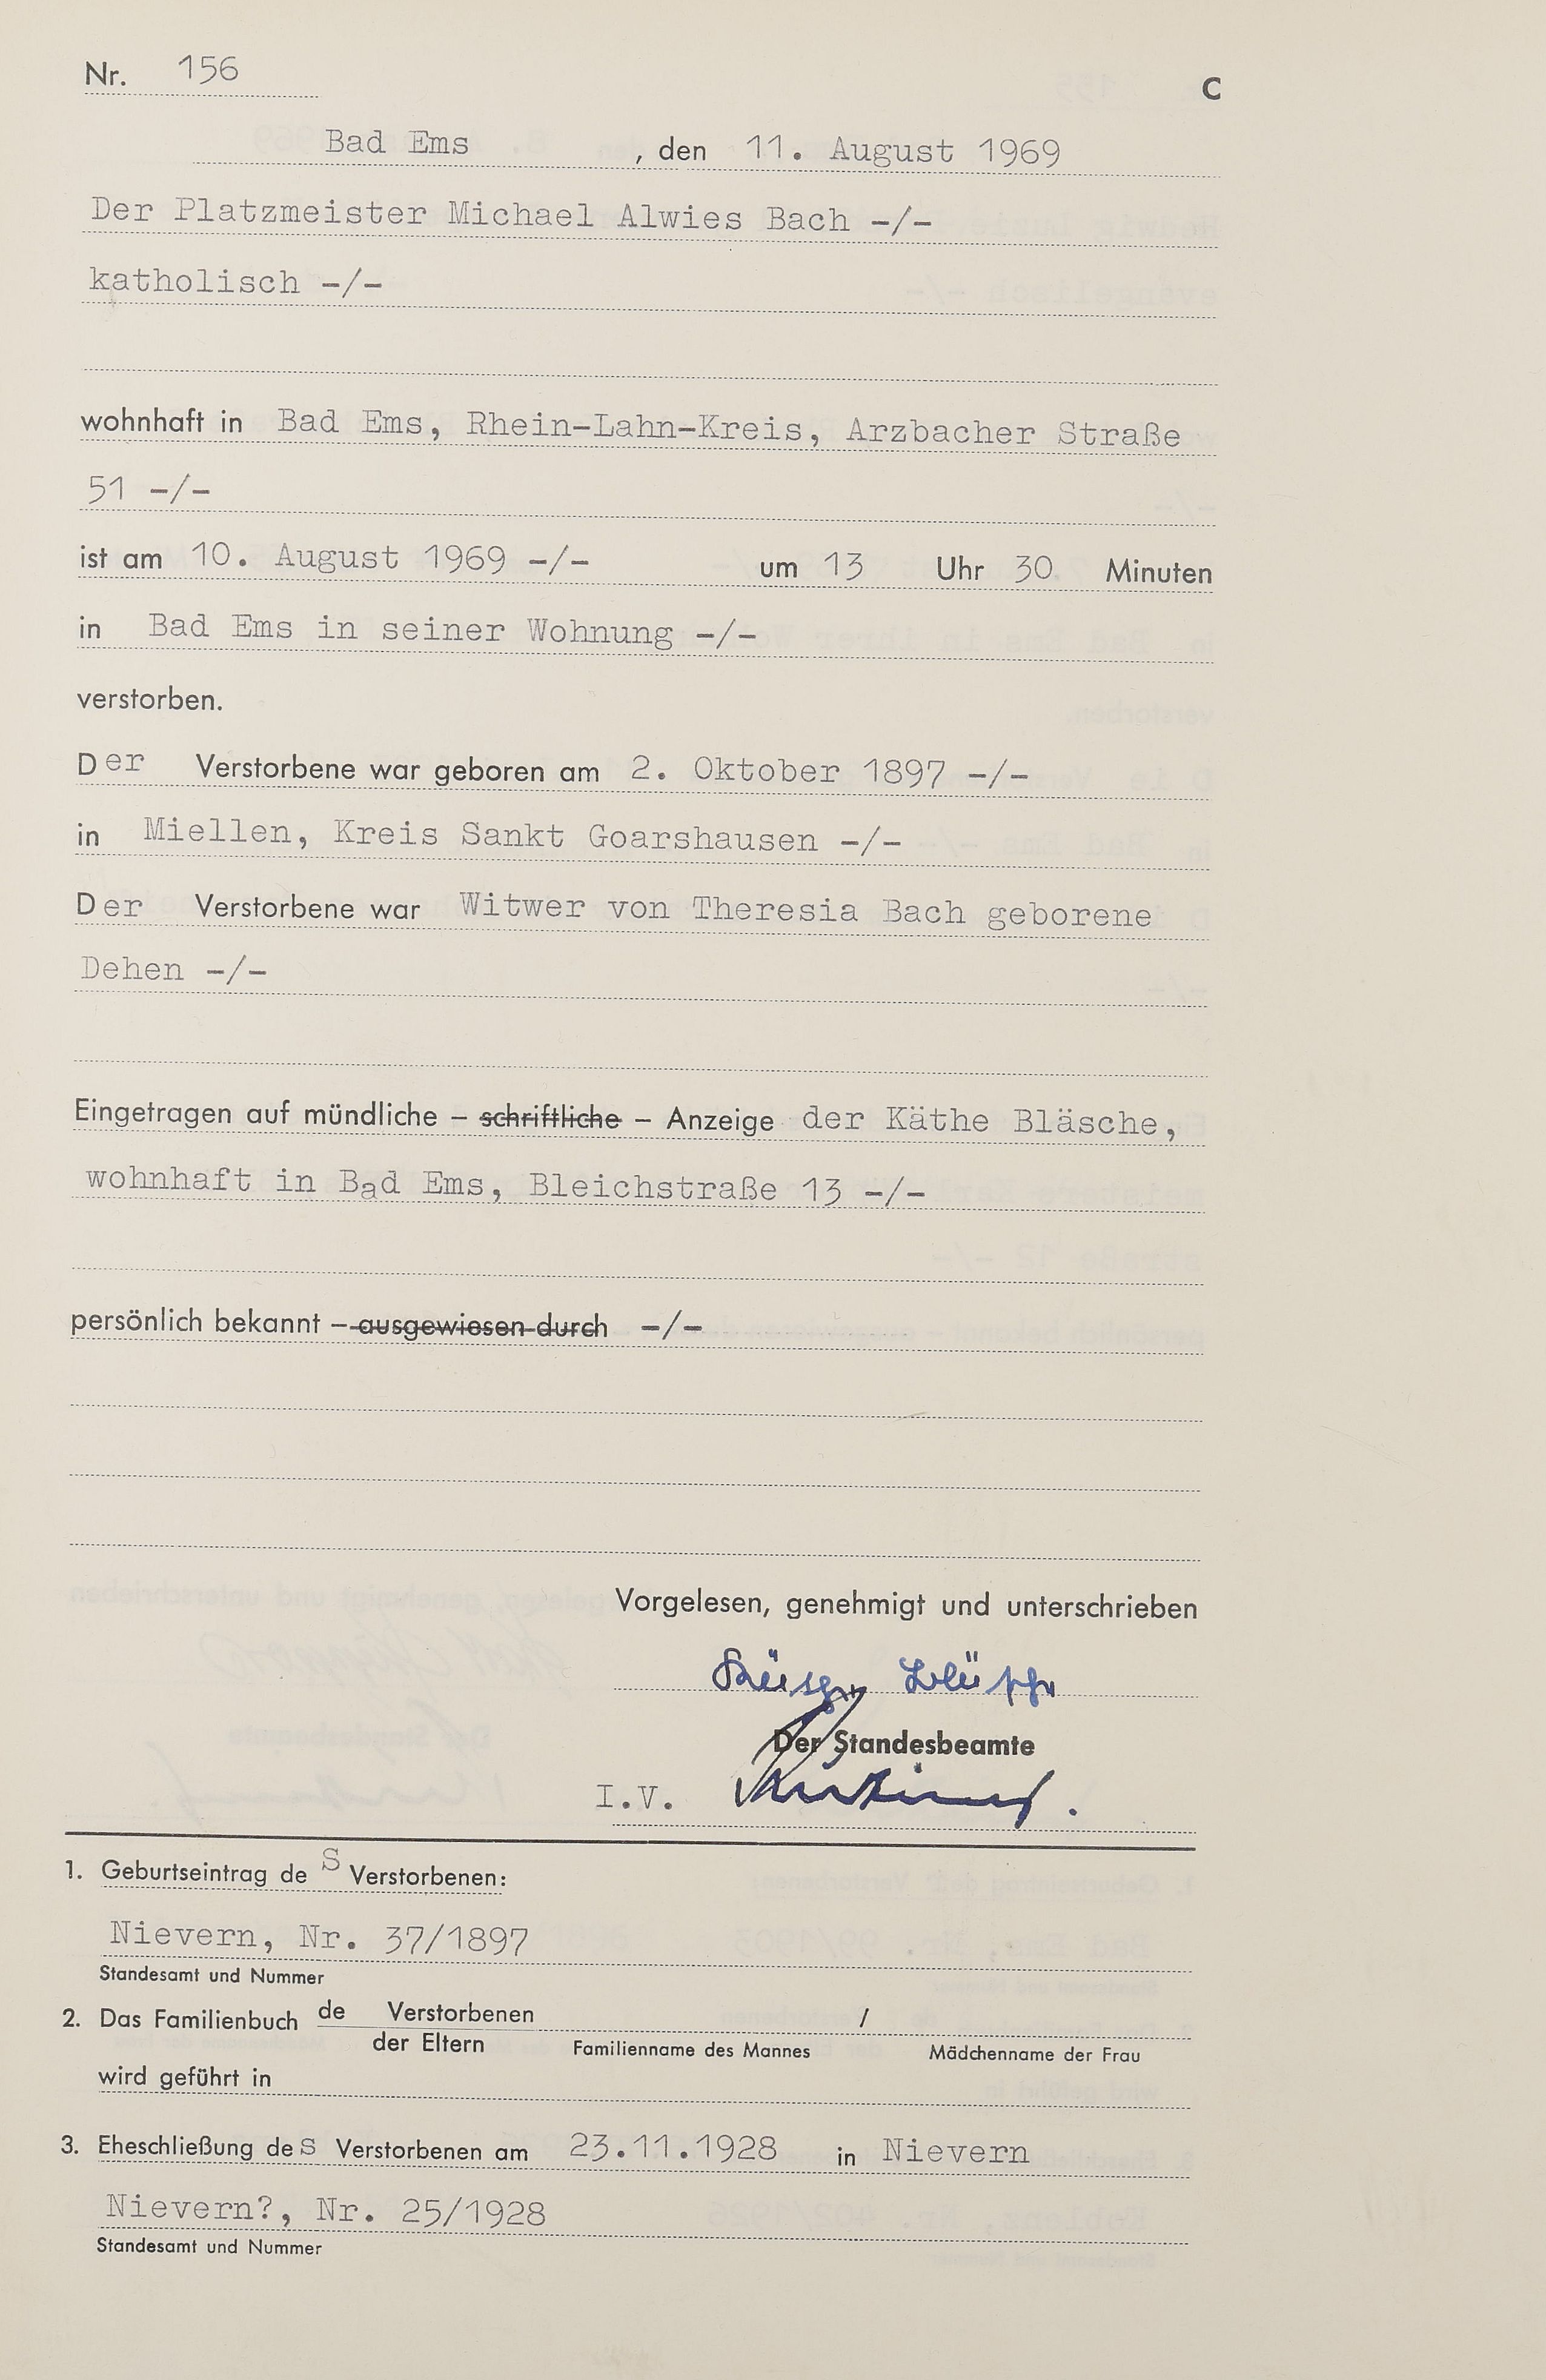 Nr. 156
C
Bad Ems, den 11. August 1969
Der Platzmeister Michael Alwies Bach -/-
katholisch -/-
wohnhaft in Bad Ems, Rhein-Lahn-Kreis, Arzbacher Straße
51 -/-
ist am 10. August 1969 -/- um 13 Uhr 30 Minuten
in Bad Ems in seiner Wohnung -/-
verstorben.
Der Verstorbene war geboren am 2. Oktober 1897 -/-
in Miellen, Kreis Sankt Goarshausen -/-
Der Verstorbene war Witwer von Theresia Bach geborene
Dehen -/-
Eingetragen auf mündliche – schriftliche – Anzeige der Käthe Bläsche,
wohnhaft in Bad Ems, Bleichstraße 13 -/-
persönlich bekannt – ausgewiesen durch -/-
Vorgelesen, genehmigt und unterschrieben
Der Standesbeamte
I.V.
1. Geburtseintrag des Verstorbenen:
Nievern, Nr. 37/1897
Standesamt und Nummer
2. Das Familienbuch de Verstorbenen /
der Eltern Familienname des Mannes Mädchenname der Frau
wird geführt in
3. Eheschließung des Verstorbenen am 23.11.1928 in Nievern
Nievern?, Nr. 25/1928
Standesamt und Nummer